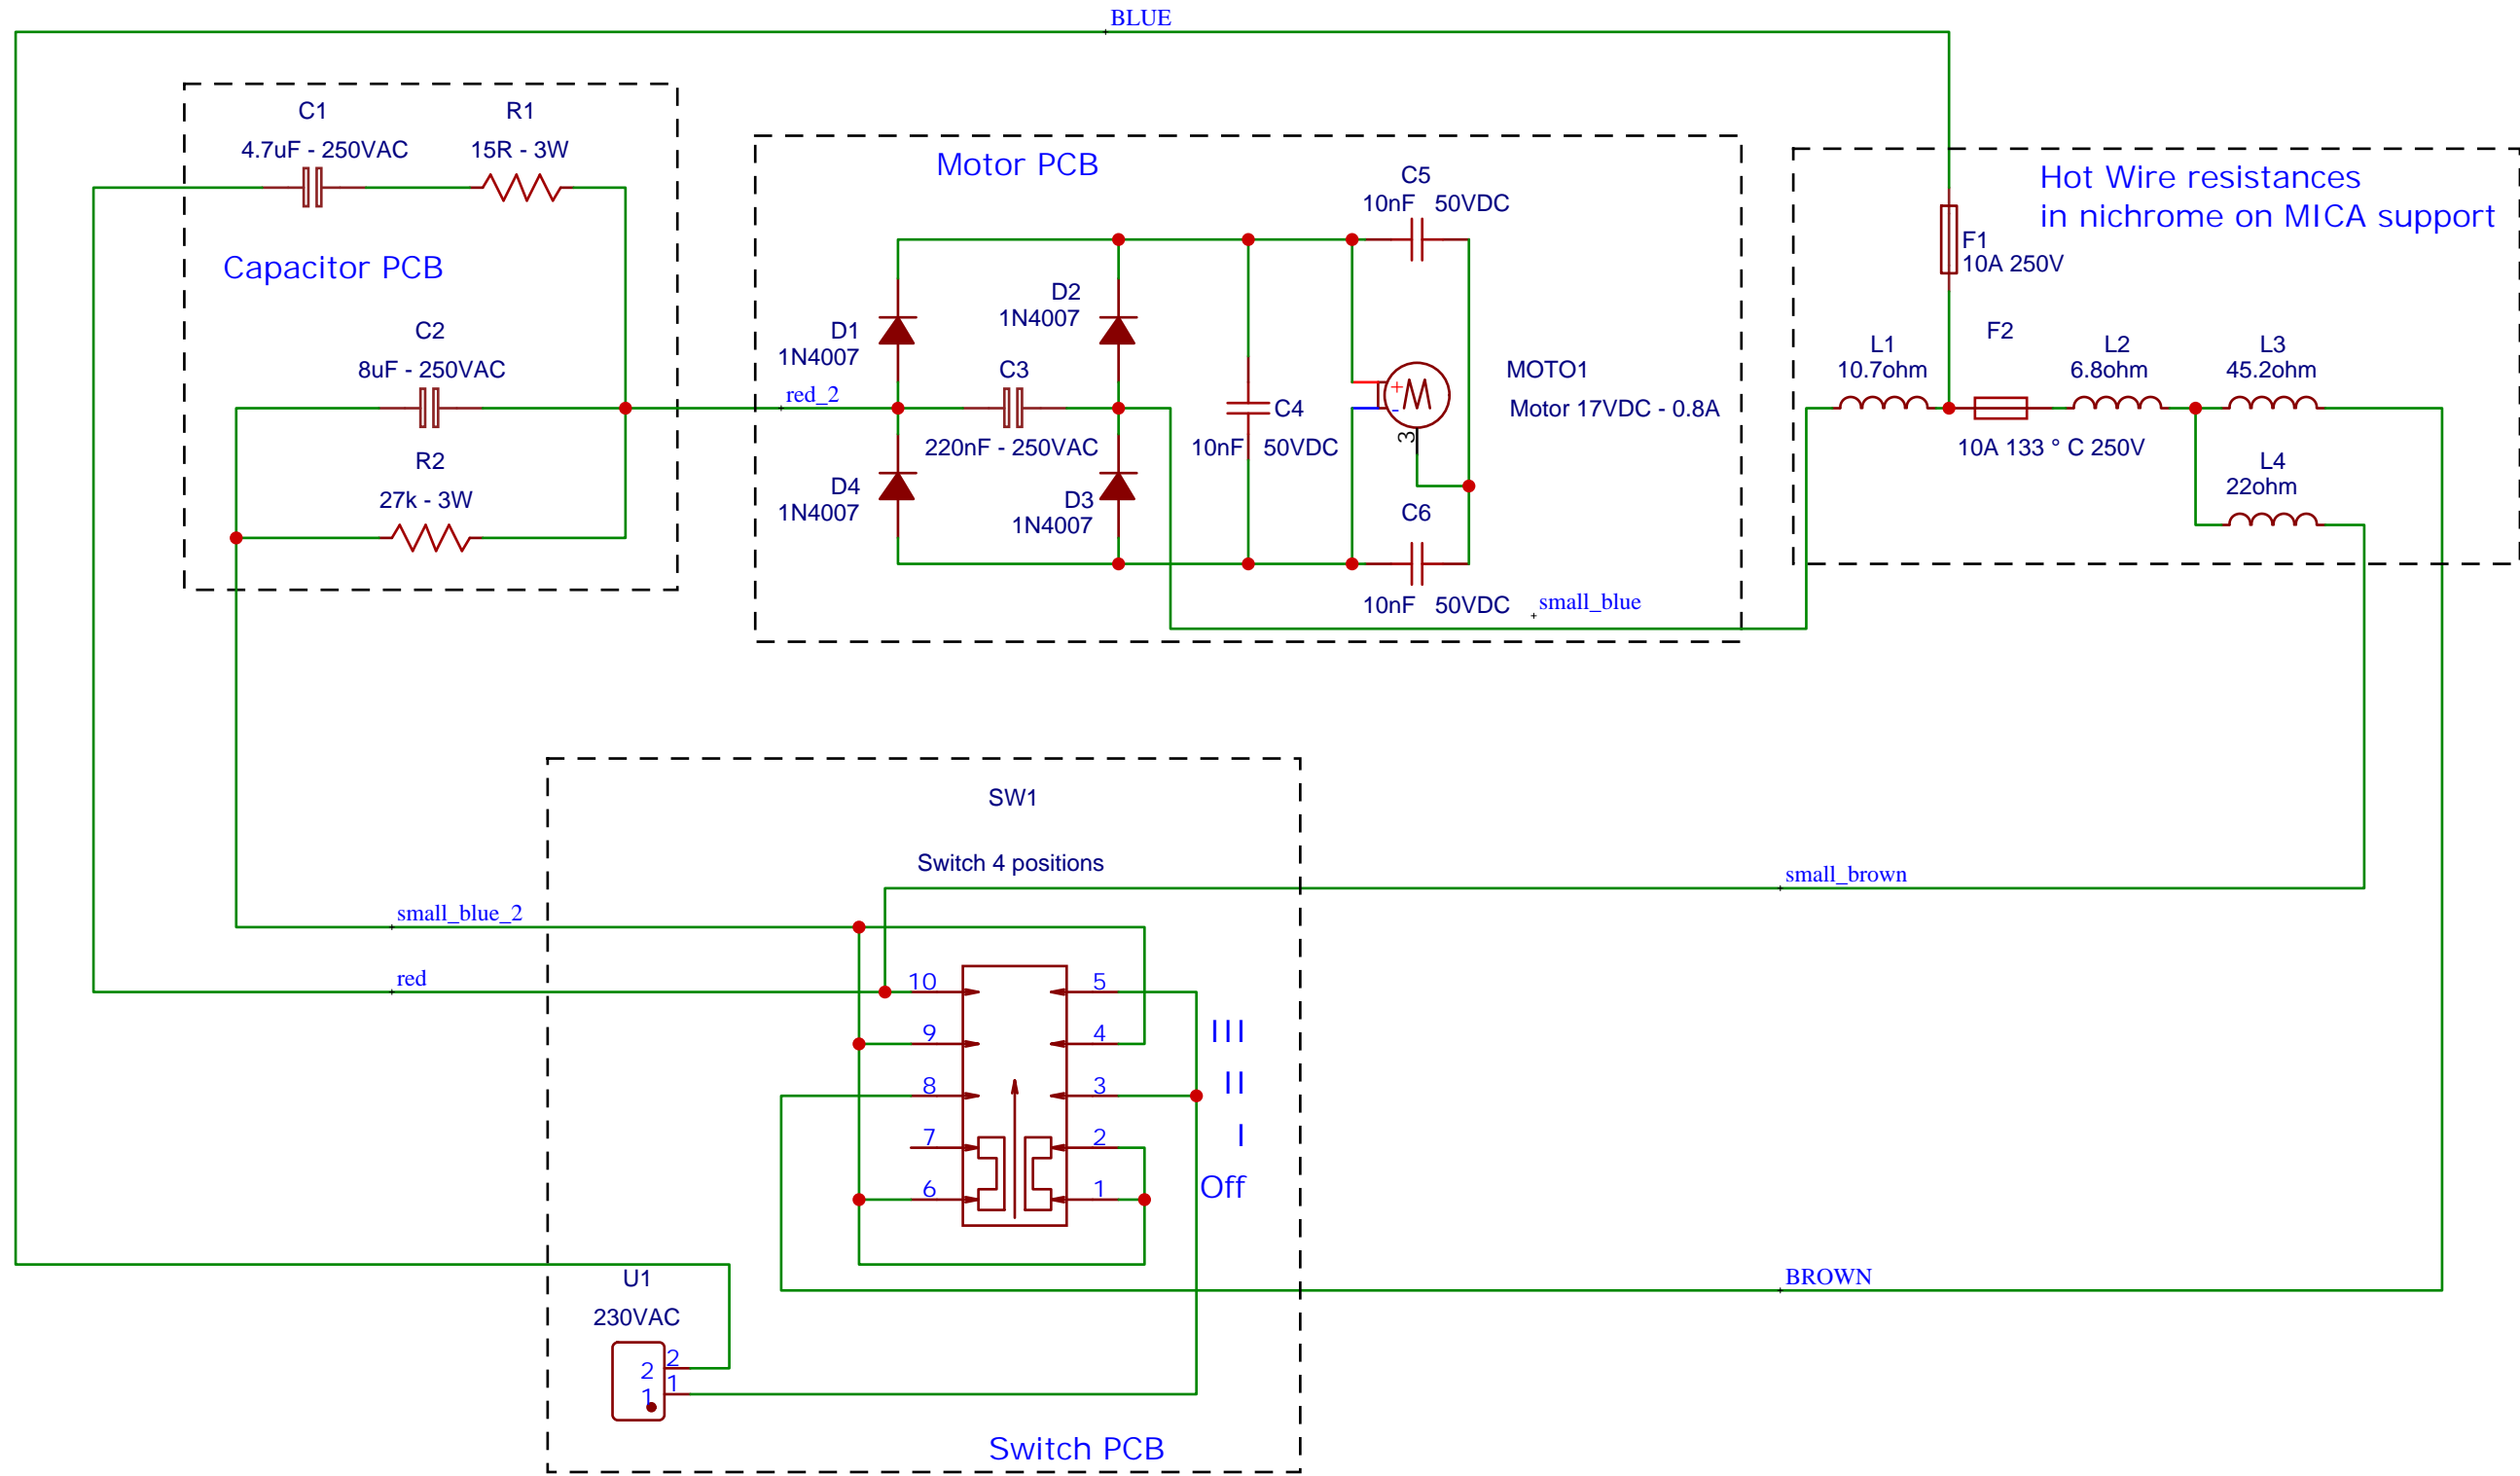 BLUE
C1
4.7uF - 250VAC
R1
15R - 3W
Capacitor PCB
C2
8uF - 250VAC
R2
27k - 3W
Motor PCB
D1
1N4007
D2
1N4007
C3
220nF - 250VAC
D4
1N4007
D3
1N4007
red_2
C4
10nF 50VDC
C5
10nF 50VDC
+
-
3
MOTO1
Motor 17VDC - 0.8A
C6
10nF 50VDC
small_blue
Hot Wire resistances
in nichrome on MICA support
F1
10A 250V
L1
10.7ohm
F2
10A 133 ° C 250V
L2
6.8ohm
L3
45.2ohm
L4
22ohm
SW1
Switch 4 positions
small_brown
small_blue_2
red
10
9
8
7
6
5
4
3
2
1
III
II
I
Off
BROWN
U1
230VAC
2
1
2
1
Switch PCB